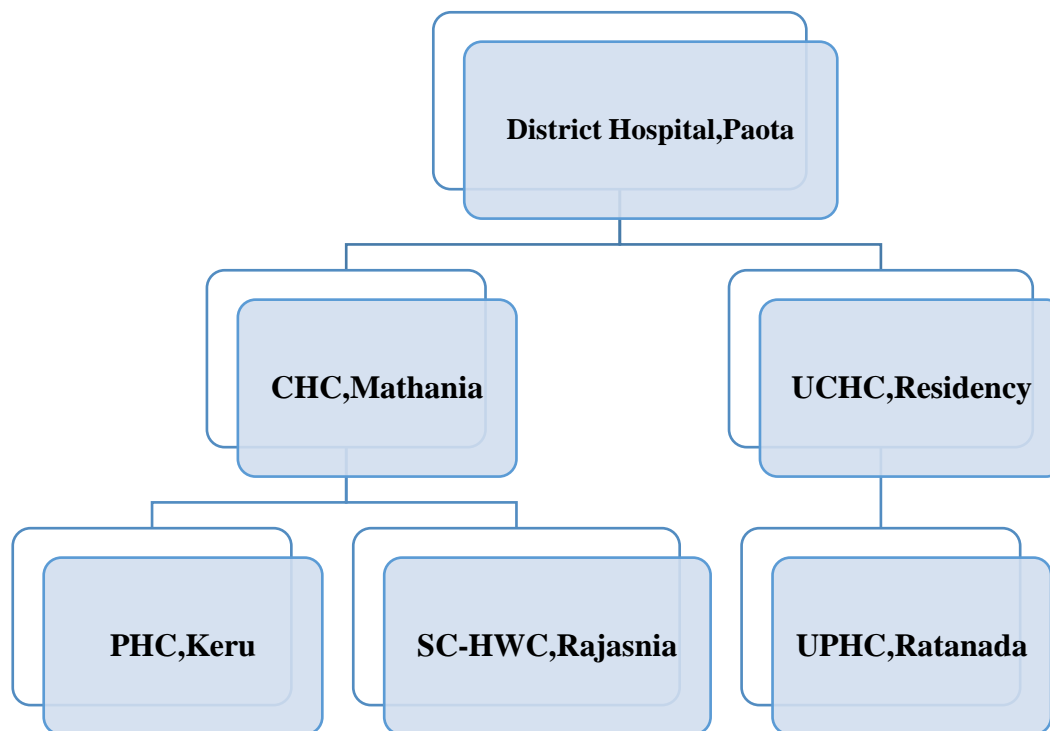 District Hospital,Paota
CHC,Mathania
UCHC,Residency
PHC,Keru
SC-HWC,Rajasnia
UPHC,Ratanada